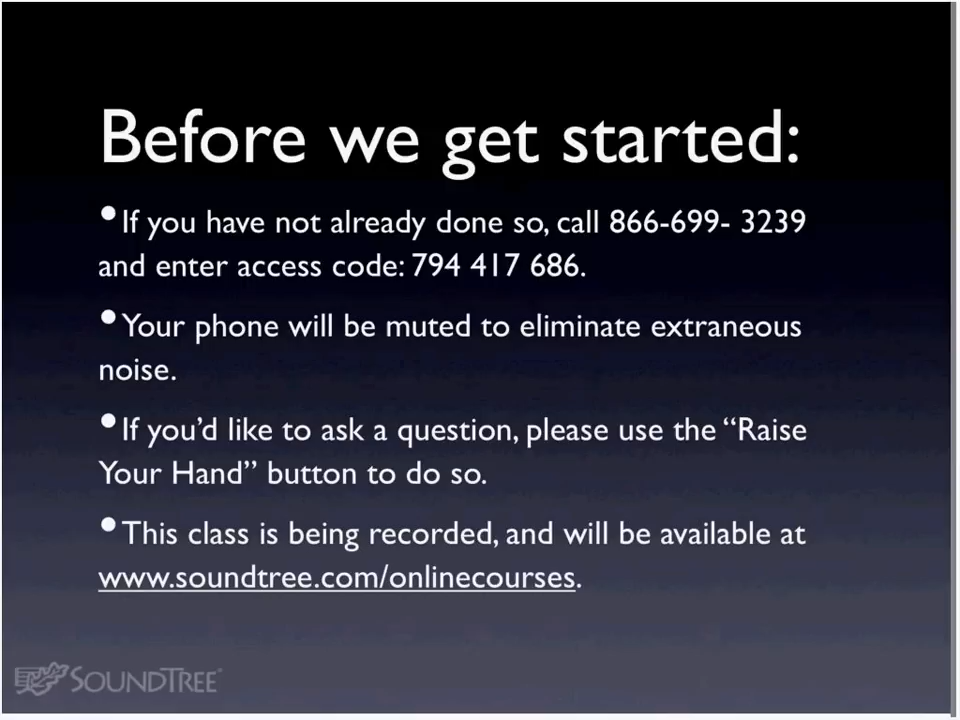 Before we get started:
•If you have not already done so, call 866-699- 3239
and enter access code: 794 417 686.
•Your phone will be muted to eliminate extraneous
noise.
•If you’d like to ask a question, please use the “Raise
Your Hand” button to do so.
•This class is being recorded, and will be available at
www.soundtree.com/onlinecourses.
SOUNDTREE